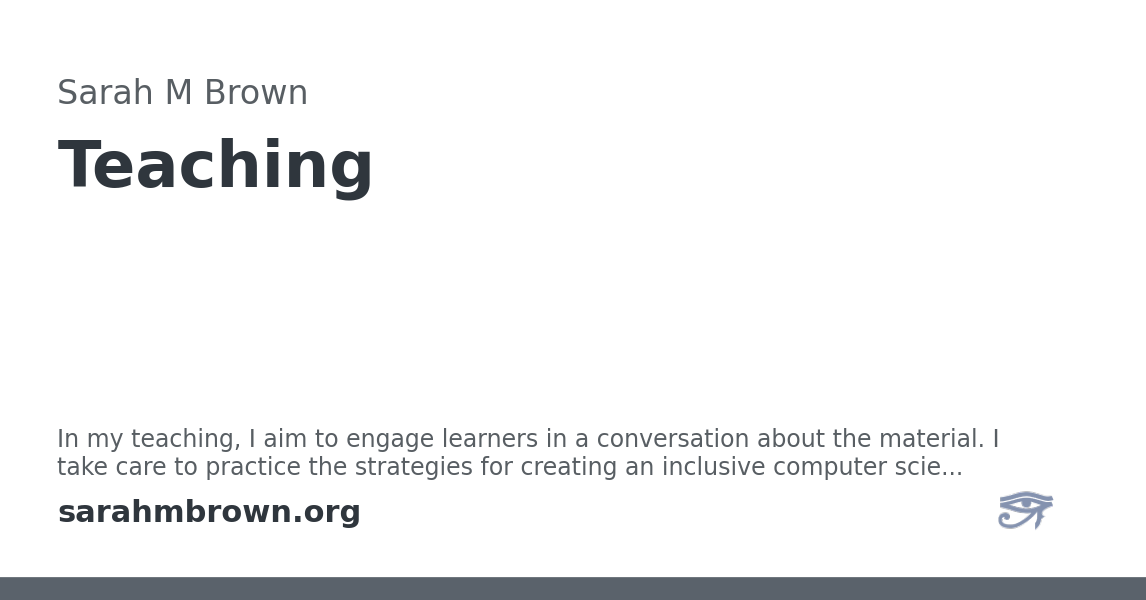 Sarah M Brown
Teaching
In my teaching, I aim to engage learners in a conversation about the material. I
take care to practice the strategies for creating an inclusive computer scie...
sarahmbrown.org